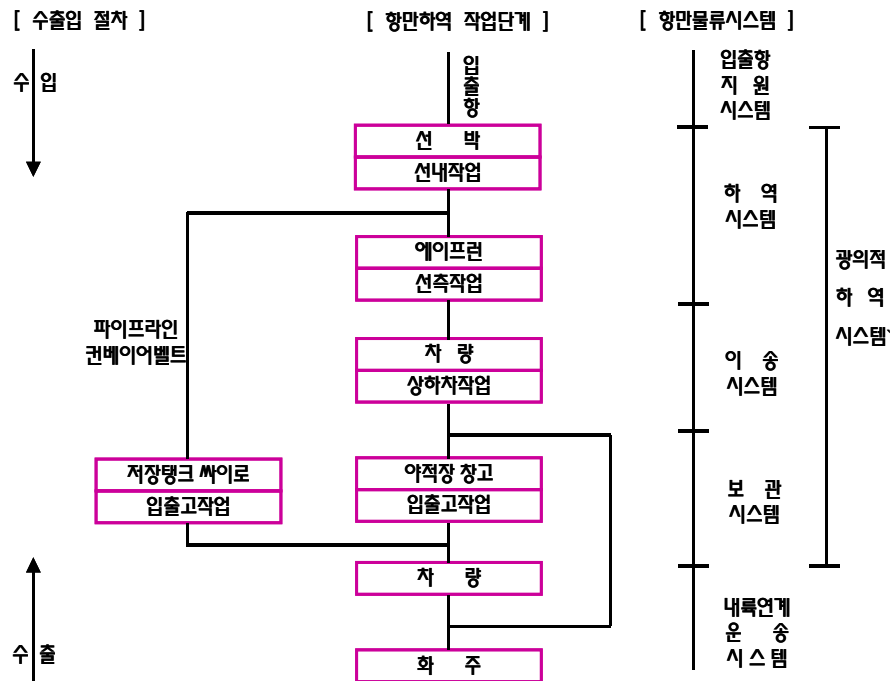 [ 수출입 절차 ]
[ 항만하역 작업단계 ]
[ 항만물류시스템 ]
수 입
입출항
입출항
지 원
시스템
선 박
선내작업
하 역
시스템
에이프런
선측작업
광의적
하 역
시스템
파이프라인
컨베이어벨트
차 량
상하차작업
이 송
시스템
저장탱크 싸이로
입출고작업
야적장 창고
입출고작업
보 관
시스템
차 량
내륙연계
운 송
시 스 템
수 출
화 주